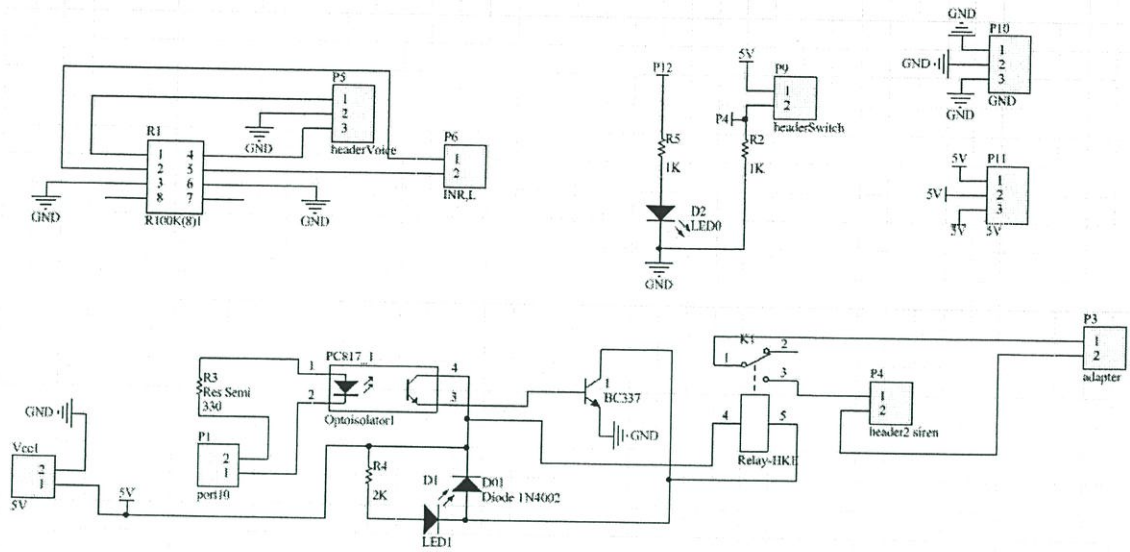 P5
1
2
3
headerVoice
GND
R1
1
2
3
8
4
5
6
7
R100K(8)1
GND
GND
P6
1
2
INR,L
P12
R5
1K
D2
LED0
GND
5V
P9
1
2
headerSwitch
P4
R2
1K
GND
P10
GND
1
2
3
GND
GND
P11
5V
1
5V
2
3
5V
5V
PC817_1
1
2
4
3
Optoisolator1
R3
Res Semi
330
P1
2
1
port10
GND
Vcc1
2
1
5V
5V
R4
2K
D1
LED1
D01
Diode 1N4002
1
BC337
GND
K1
1
2
3
4
5
Relay-HKE
P4
1
2
header2 siren
P3
1
2
adapter